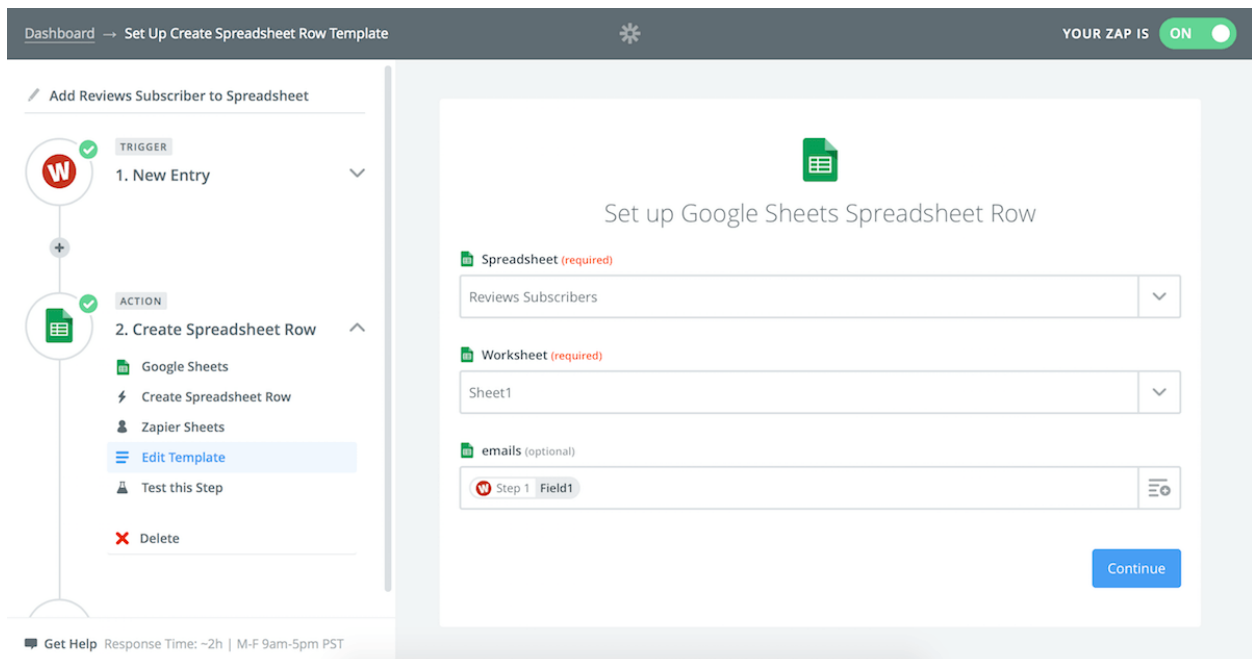 Dashboard → Set Up Create Spreadsheet Row Template
YOUR ZAP IS ON
Add Reviews Subscriber to Spreadsheet
TRIGGER
1. New Entry
ACTION
2. Create Spreadsheet Row
Google Sheets
Create Spreadsheet Row
Zapier Sheets
Edit Template
Test this Step
Delete
Get Help Response Time: ~2h | M-F 9am-5pm PST
Set up Google Sheets Spreadsheet Row
Spreadsheet (required)
Reviews Subscribers
Worksheet (required)
Sheet1
emails (optional)
W Step 1 Field1
Continue